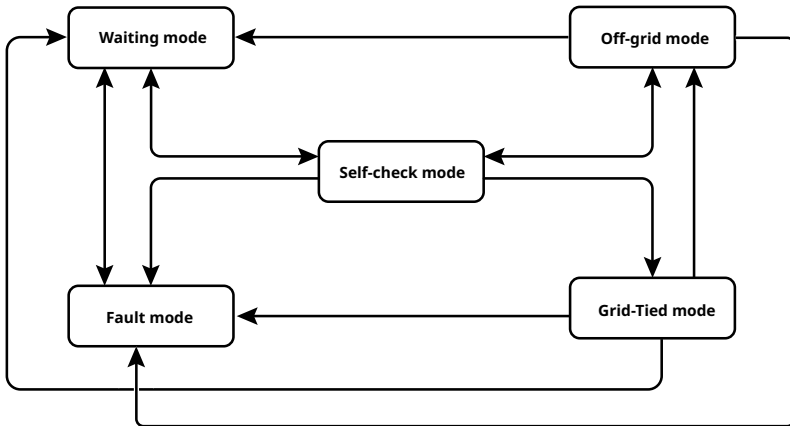 Waiting mode
Off-grid mode
Self-check mode
Fault mode
Grid-Tied mode